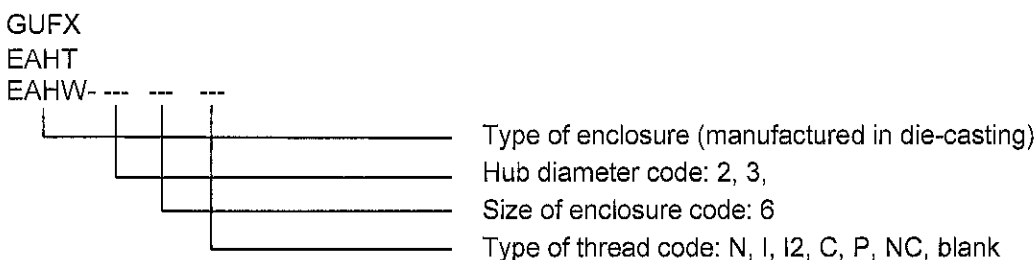 GUFX
EAHT
EAHW- --- --- ---
Type of enclosure (manufactured in die-casting)
Hub diameter code: 2, 3,
Size of enclosure code: 6
Type of thread code: N, I, I2, C, P, NC, blank